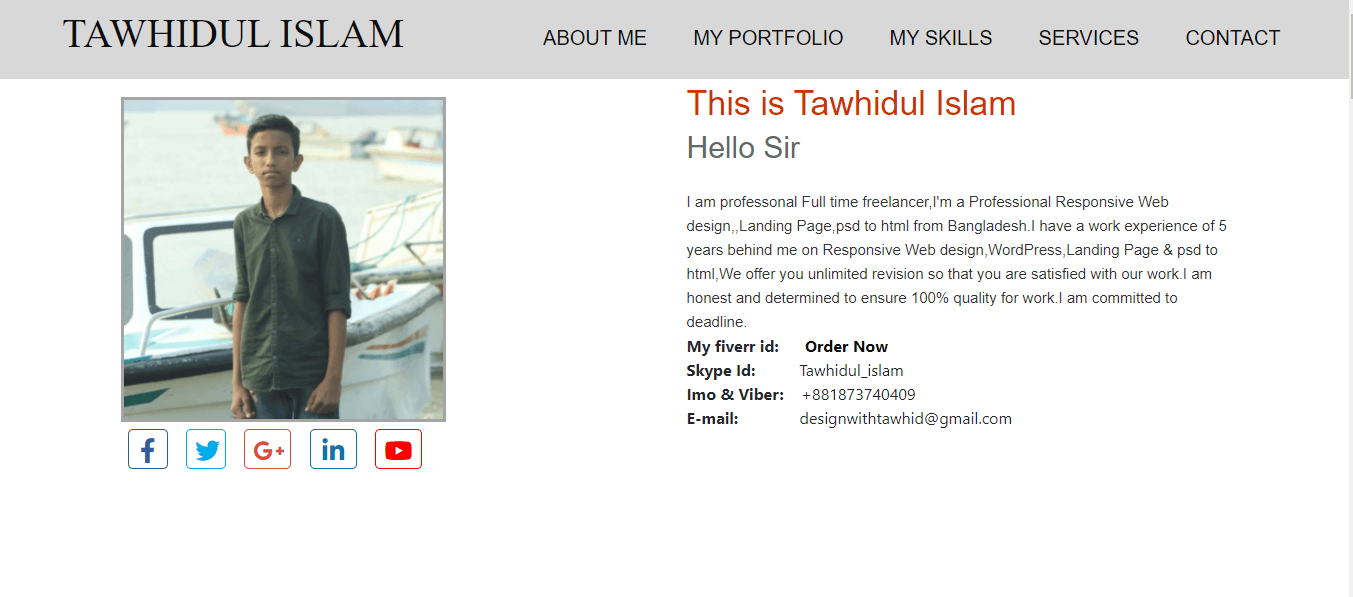 TAWHIDUL ISLAM
ABOUT ME MY PORTFOLIO MY SKILLS SERVICES CONTACT
This is Tawhidul Islam
Hello Sir
I am professonal Full time freelancer,I'm a Professional Responsive Web
design,,Landing Page,psd to html from Bangladesh.I have a work experience of 5
years behind me on Responsive Web design,WordPress,Landing Page & psd to
html,We offer you unlimited revision so that you are satisfied with our work.I am
honest and determined to ensure 100% quality for work.I am committed to
deadline.
My fiverr id: Order Now
Skype Id: Tawhidul_islam
Imo & Viber: +881873740409
E-mail: designwithtawhid@gmail.com